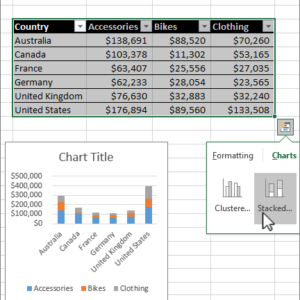 Country Accessories Bikes Clothing
Australia $138,691 $88,520 $70,260
Canada $103,378 $11,302 $53,165
France $63,407 $25,556 $27,035
Germany $62,233 $28,054 $23,565
United Kingdom $76,630 $32,883 $32,240
United States $176,894 $89,560 $133,508
Formatting Charts
Clustere... Stacked...
Chart Title
$500,000
$400,000
$300,000
$200,000
$100,000
$0
Australia
Canada
France
Germany
United Kingdom
United States
Accessories Bikes Clothing